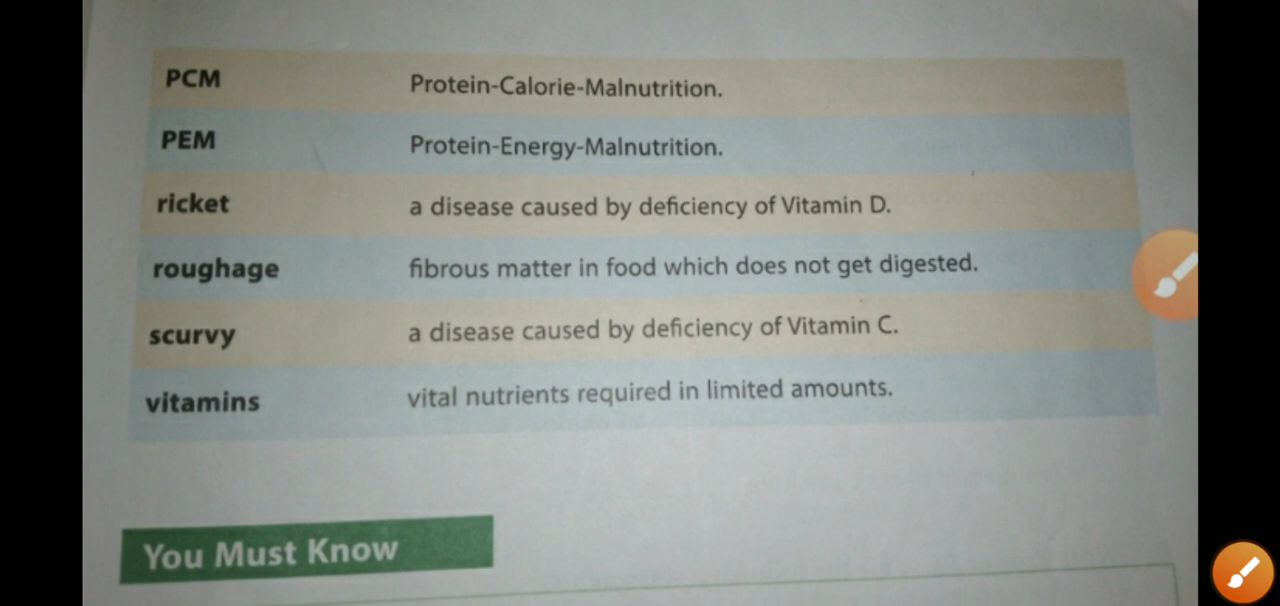 PCM Protein-Calorie-Malnutrition.
PEM Protein-Energy-Malnutrition.
ricket a disease caused by deficiency of Vitamin D.
roughage fibrous matter in food which does not get digested.
scurvy a disease caused by deficiency of Vitamin C.
vitamins vital nutrients required in limited amounts.
You Must Know